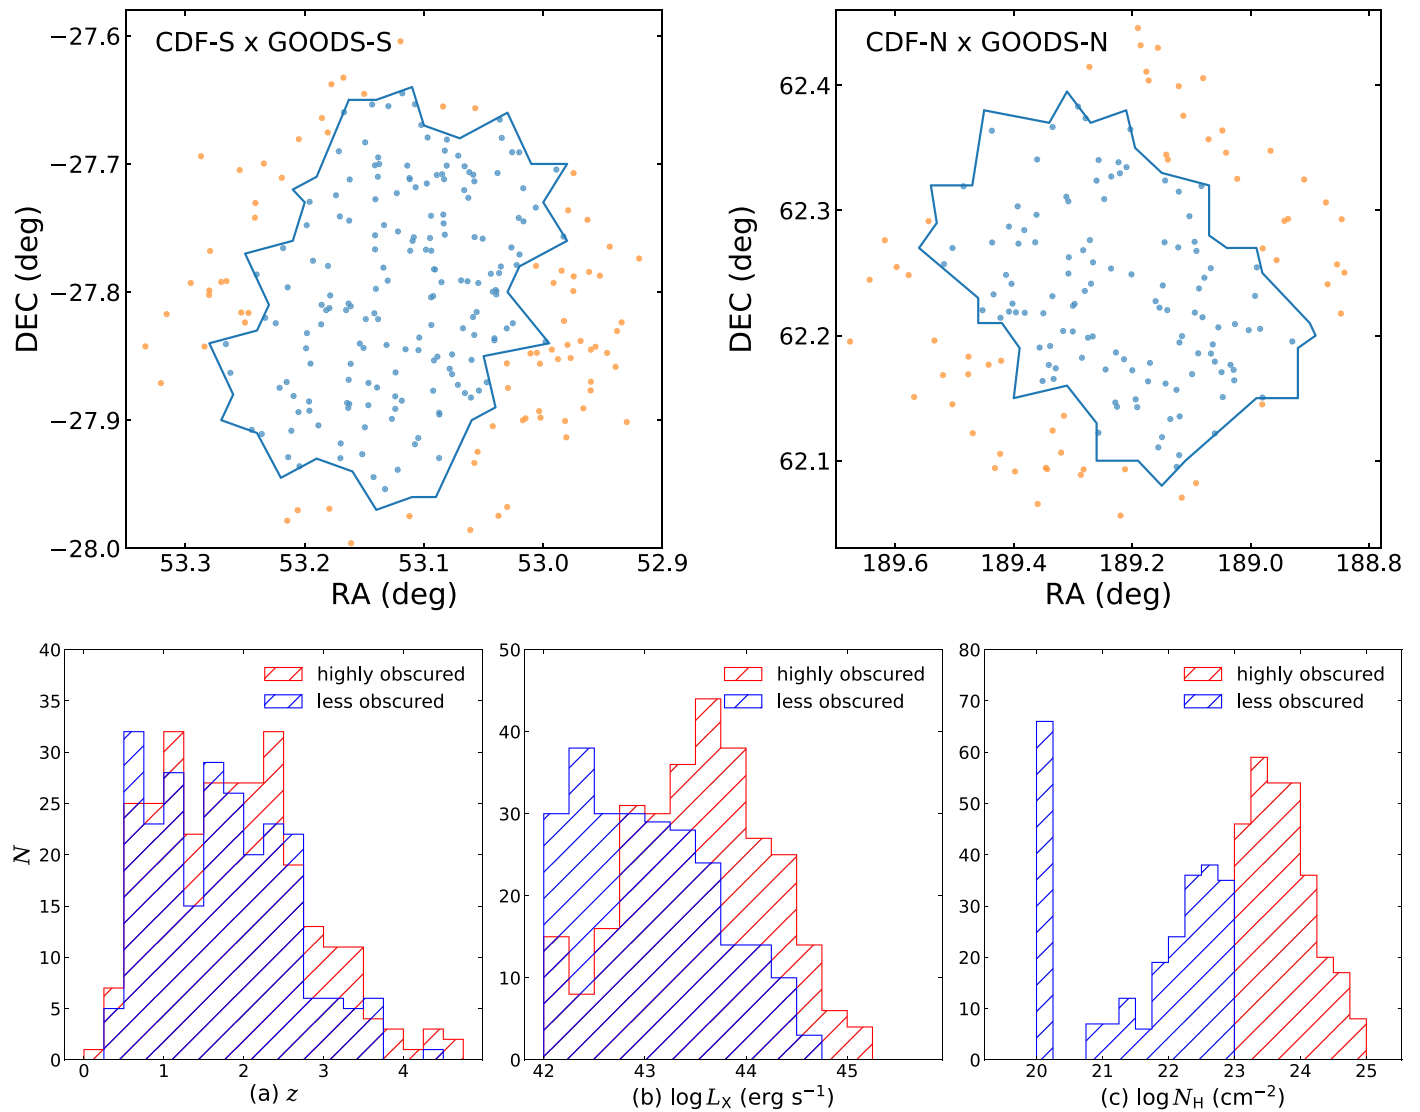 CDF-S x GOODS-S
−27.6
−27.7
−27.8
−27.9
−28.0
DEC (deg)
53.3 53.2 53.1 53.0 52.9
RA (deg)
CDF-N x GOODS-N
62.4
62.3
62.2
62.1
DEC (deg)
189.6 189.4 189.2 189.0 188.8
RA (deg)
40
35
30
25
20
15
10
5
0
N
highly obscured
less obscured
0 1 2 3 4
(a) z
50
40
30
20
10
0
highly obscured
less obscured
42 43 44 45
(b) log L_X (erg s⁻¹)
80
70
60
50
40
30
20
10
0
highly obscured
less obscured
20 21 22 23 24 25
(c) log N_H (cm⁻²)